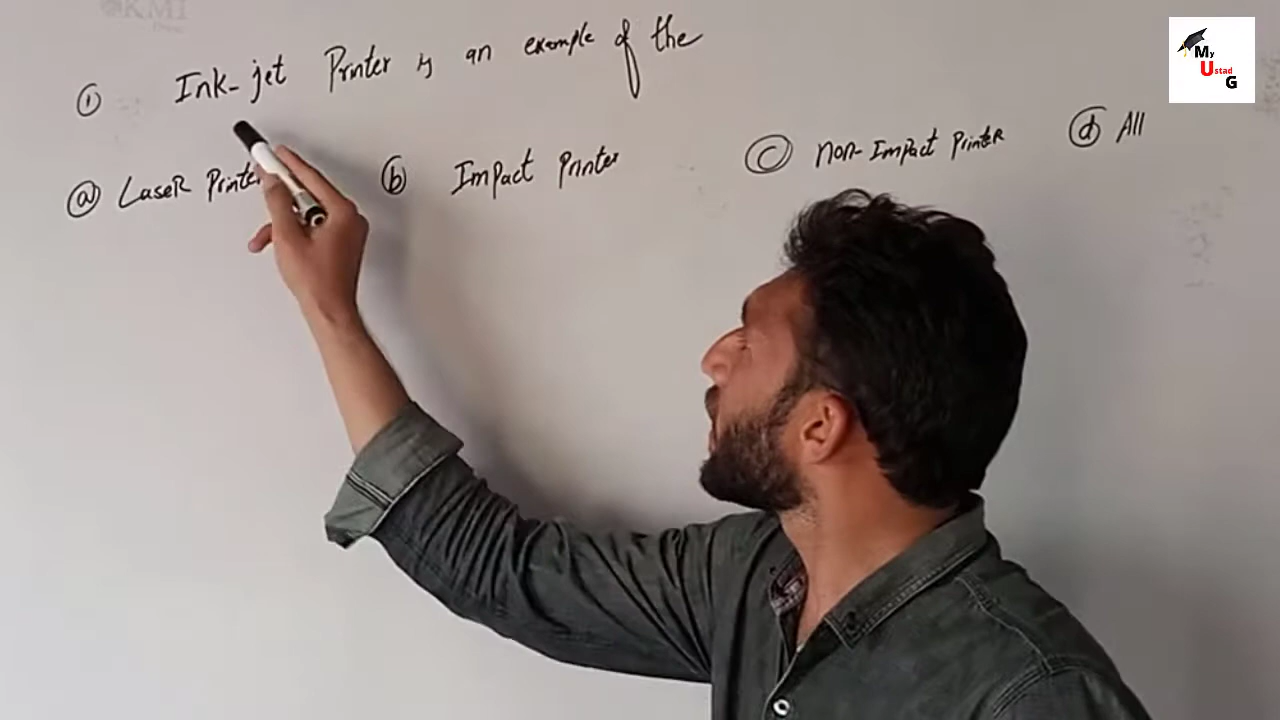 KMI
① Ink-jet Printer is an example of the
ⓐ LaseR Printer ⓑ Impact Printer ⓒ Non-Impact PrinteR ⓓ All
My
Ustad
G